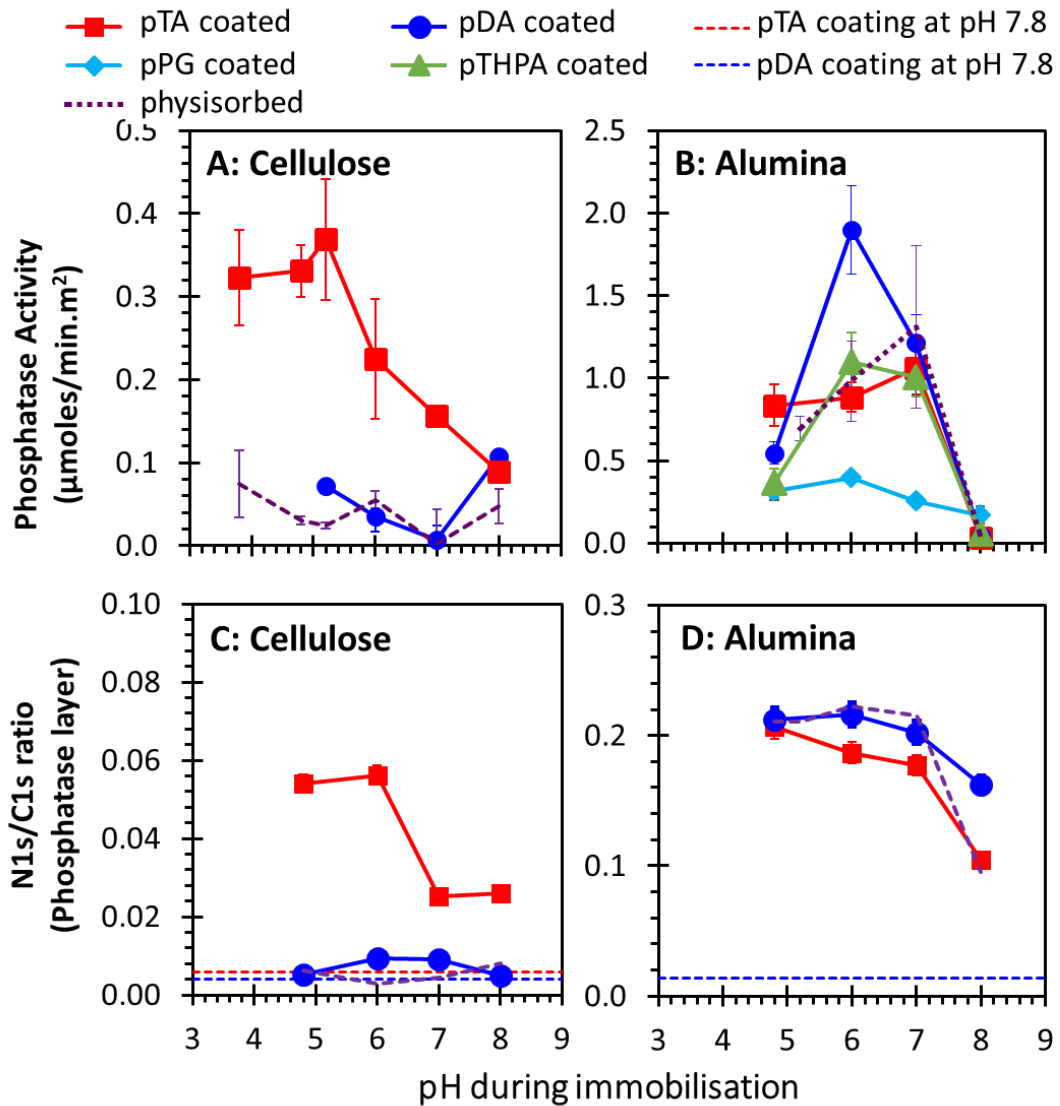 pTA coated
pDA coated
pTA coating at pH 7.8
pPG coated
pTHPA coated
pDA coating at pH 7.8
physisorbed
A: Cellulose
B: Alumina
Phosphatase Activity
(µmoles/min.m²)
0.5
0.4
0.3
0.2
0.1
0.0
2.5
2.0
1.5
1.0
0.5
0.0
C: Cellulose
D: Alumina
N1s/C1s ratio
(Phosphatase layer)
0.10
0.08
0.06
0.04
0.02
0.00
0.3
0.2
0.1
0.0
3 4 5 6 7 8 9
3 4 5 6 7 8 9
pH during immobilisation